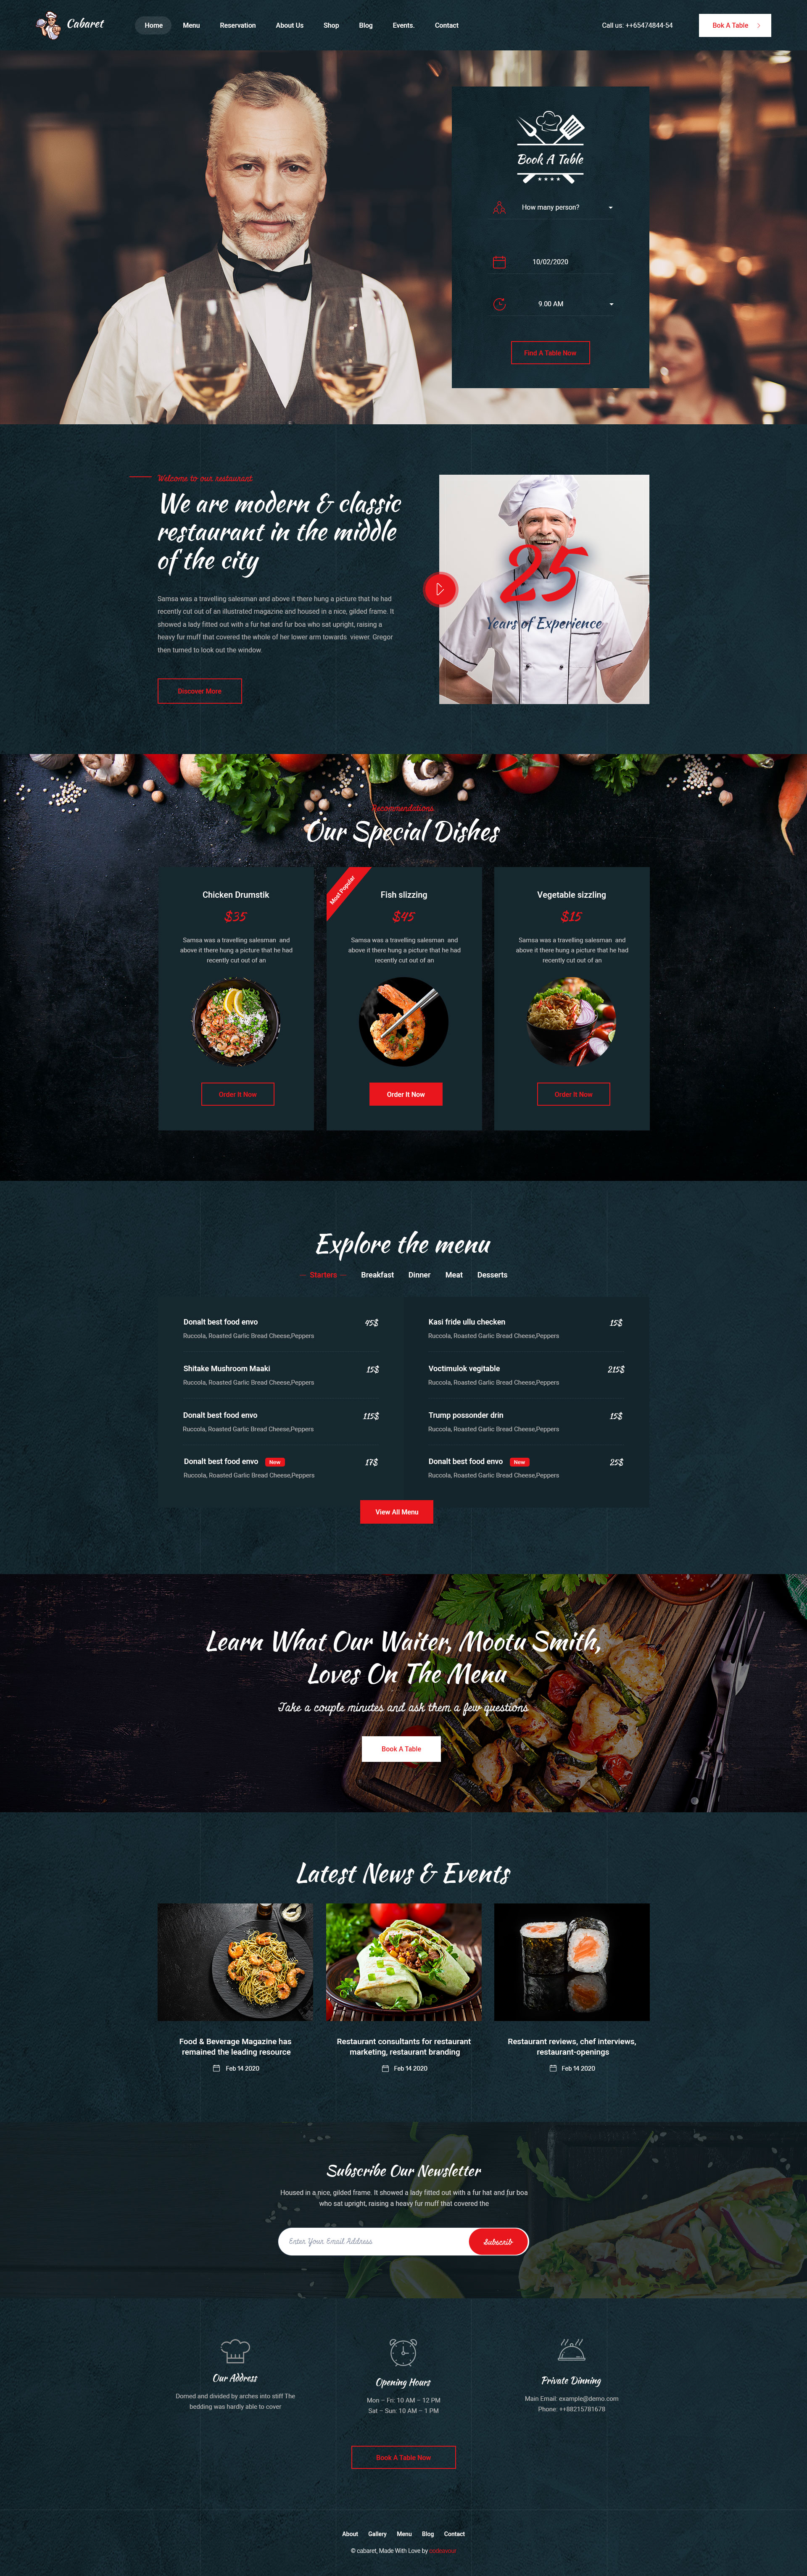 Cabaret
Home Menu Reservation About Us Shop Blog Events. Contact
Call us: ++65474844-54
Bok A Table
Book A Table
How many person?
10/02/2020
9.00 AM
Find A Table Now
Welcome to our restaurant
We are modern & classic
restaurant in the middle
of the city
Samsa was a travelling salesman and above it there hung a picture that he had
recently cut out of an illustrated magazine and housed in a nice, gilded frame. It
showed a lady fitted out with a fur hat and fur boa who sat upright, raising a
heavy fur muff that covered the whole of her lower arm towards viewer. Gregor
then turned to look out the window.
Discover More
25
Years of Experience
Recommendations
Our Special Dishes
Chicken Drumstik
$35
Samsa was a travelling salesman and
above it there hung a picture that he had
recently cut out of an
Order It Now
Most Popular
Fish slizzing
$45
Samsa was a travelling salesman and
above it there hung a picture that he had
recently cut out of an
Order It Now
Vegetable sizzling
$15
Samsa was a travelling salesman and
above it there hung a picture that he had
recently cut out of an
Order It Now
Explore the menu
Starters Breakfast Dinner Meat Desserts
Donalt best food envo 45$
Ruccola, Roasted Garlic Bread Cheese,Peppers
Shitake Mushroom Maaki 15$
Ruccola, Roasted Garlic Bread Cheese,Peppers
Donalt best food envo 115$
Ruccola, Roasted Garlic Bread Cheese,Peppers
Donalt best food envo New 17$
Ruccola, Roasted Garlic Bread Cheese,Peppers
Kasi fride ullu checken 15$
Ruccola, Roasted Garlic Bread Cheese,Peppers
Voctimulok vegitable 215$
Ruccola, Roasted Garlic Bread Cheese,Peppers
Trump possonder drin 15$
Ruccola, Roasted Garlic Bread Cheese,Peppers
Donalt best food envo New 25$
Ruccola, Roasted Garlic Bread Cheese,Peppers
View All Menu
Learn What Our Waiter, Mootu Smith,
Loves On The Menu
Take a couple minutes and ask them a few questions
Book A Table
Latest News & Events
Food & Beverage Magazine has
remained the leading resource
Feb 14 2020
Restaurant consultants for restaurant
marketing, restaurant branding
Feb 14 2020
Restaurant reviews, chef interviews,
restaurant-openings
Feb 14 2020
Subscribe Our Newsletter
Housed in a nice, gilded frame. It showed a lady fitted out with a fur hat and fur boa
who sat upright, raising a heavy fur muff that covered the
Enter Your Email Address
Subscrib
Our Address
Domed and divided by arches into stiff The
bedding was hardly able to cover
Opening Hours
Mon – Fri: 10 AM – 12 PM
Sat – Sun: 10 AM – 1 PM
Private Dinning
Main Email: example@demo.com
Phone: ++88215781678
Book A Table Now
About Gallery Menu Blog Contact
© cabaret, Made With Love by